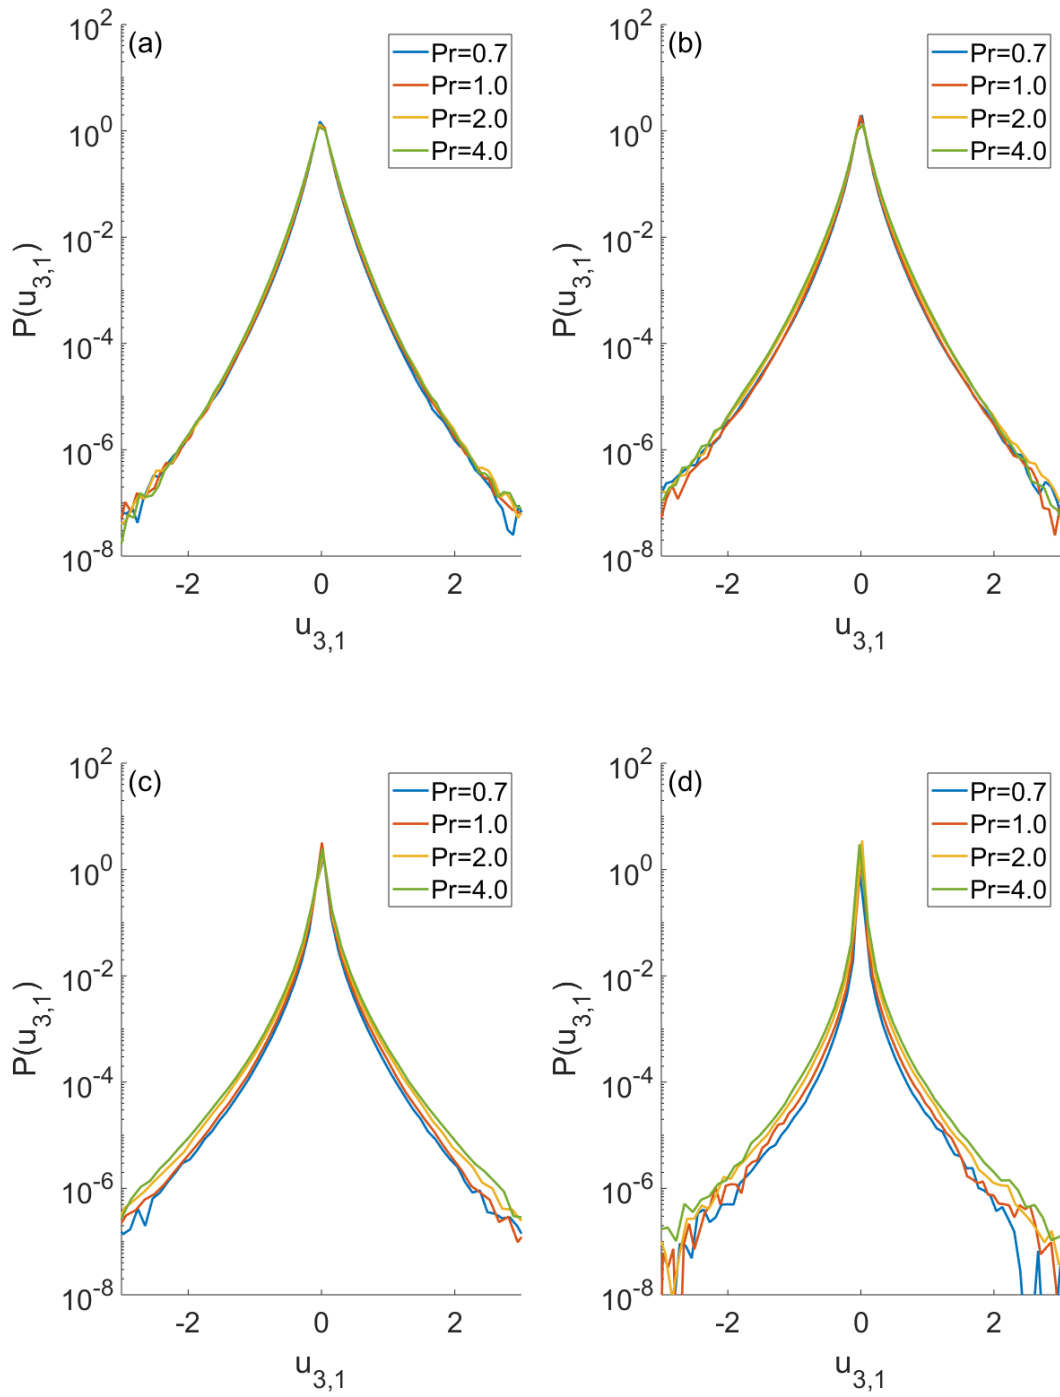 (a)
Pr=0.7
Pr=1.0
Pr=2.0
Pr=4.0
10^2
10^0
10^-2
10^-4
10^-6
10^-8
P(u_3,1)
-2 0 2
u_3,1
(b)
Pr=0.7
Pr=1.0
Pr=2.0
Pr=4.0
10^2
10^0
10^-2
10^-4
10^-6
10^-8
P(u_3,1)
-2 0 2
u_3,1
(c)
Pr=0.7
Pr=1.0
Pr=2.0
Pr=4.0
10^2
10^0
10^-2
10^-4
10^-6
10^-8
P(u_3,1)
-2 0 2
u_3,1
(d)
Pr=0.7
Pr=1.0
Pr=2.0
Pr=4.0
10^2
10^0
10^-2
10^-4
10^-6
10^-8
P(u_3,1)
-2 0 2
u_3,1